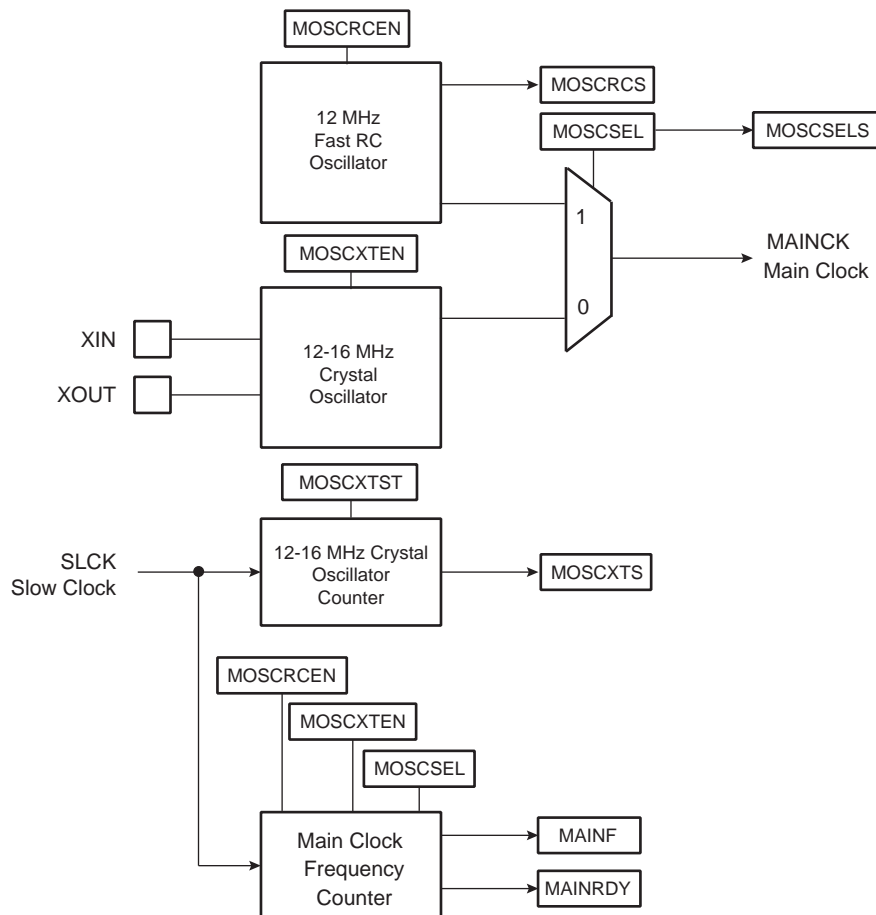 MOSCRCEN
12 MHz
Fast RC
Oscillator
MOSCRCS
MOSCSEL
MOSCSELS
1
0
MAINCK
Main Clock
MOSCXTEN
XIN
XOUT
12-16 MHz
Crystal
Oscillator
MOSCXTST
SLCK
Slow Clock
12-16 MHz Crystal
Oscillator
Counter
MOSCXTS
MOSCRCEN
MOSCXTEN
MOSCSEL
Main Clock
Frequency
Counter
MAINF
MAINRDY